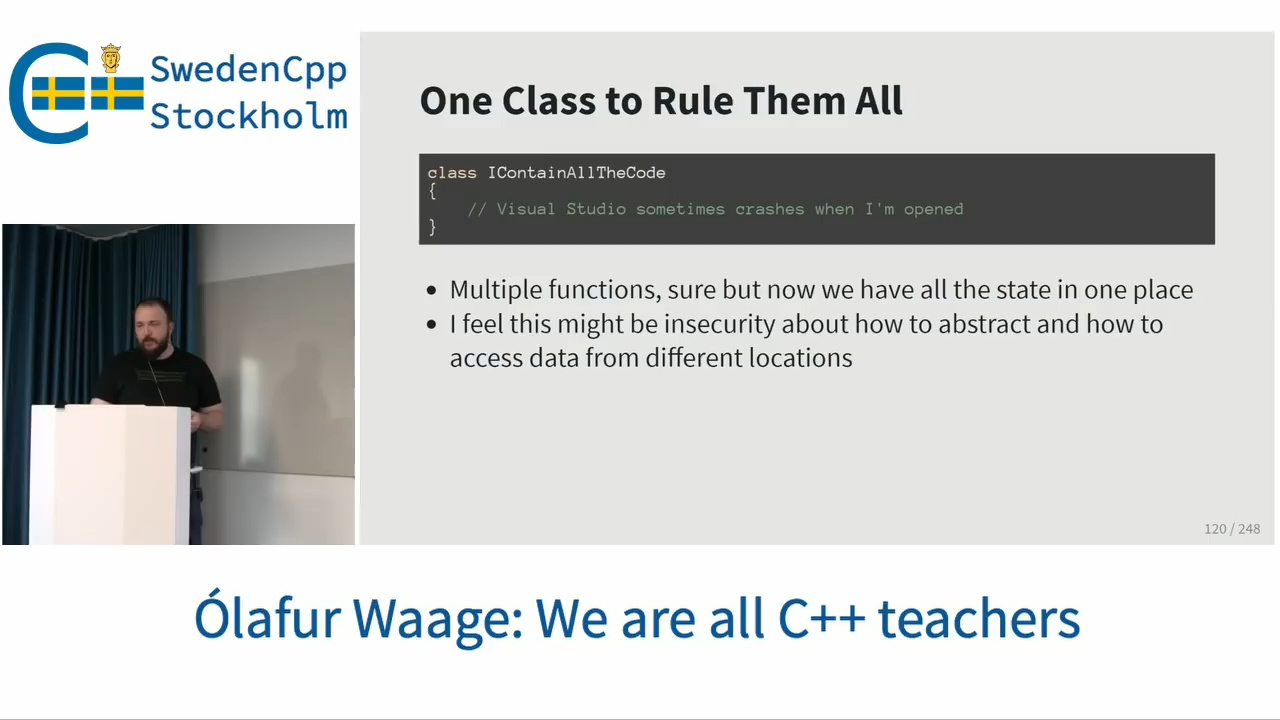 SwedenCpp
Stockholm
One Class to Rule Them All
class IContainAllTheCode
{
// Visual Studio sometimes crashes when I'm opened
}
• Multiple functions, sure but now we have all the state in one place
• I feel this might be insecurity about how to abstract and how to
access data from different locations
120 / 248
Ólafur Waage: We are all C++ teachers